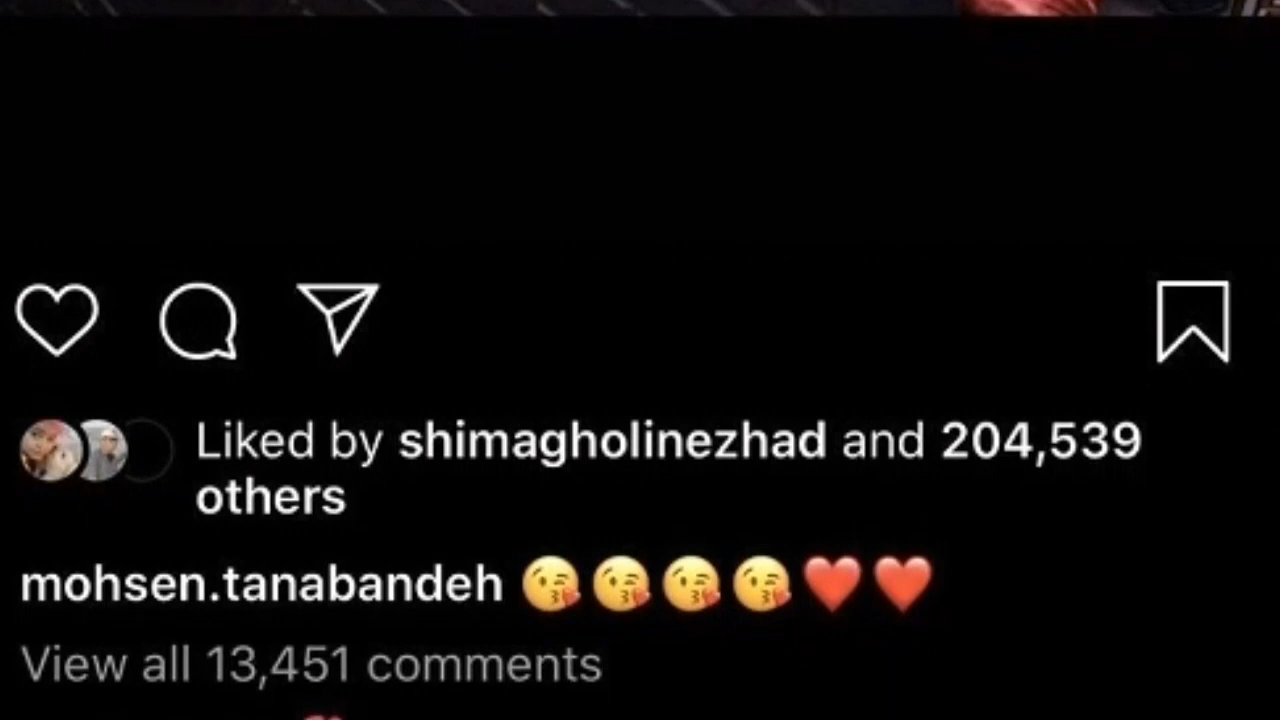 Liked by shimagholinezhad and 204,539
others
mohsen.tanabandeh 😘😘😘😘❤️❤️
View all 13,451 comments